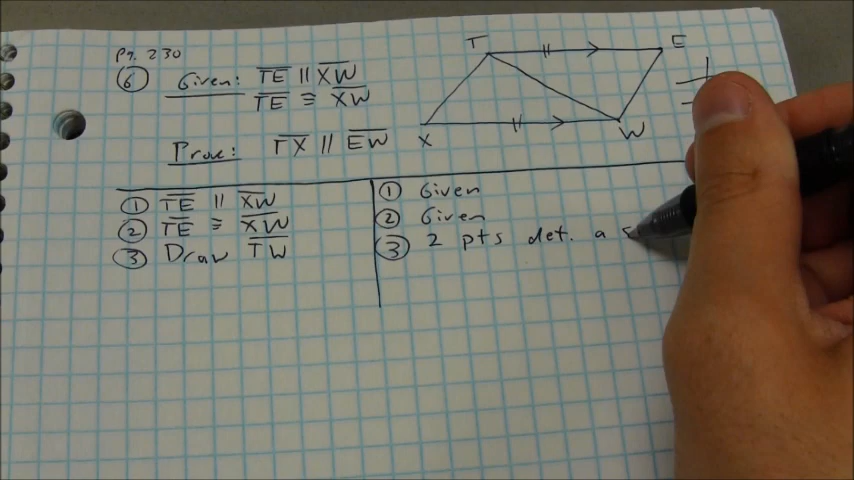 Pg. 230
⑥ Given: TE || XW
TE ≅ XW
Prove: TX || EW
T
E
X
W
① TE || XW
② TE ≅ XW
③ Draw TW
① Given
② Given
③ 2 pts det. a s